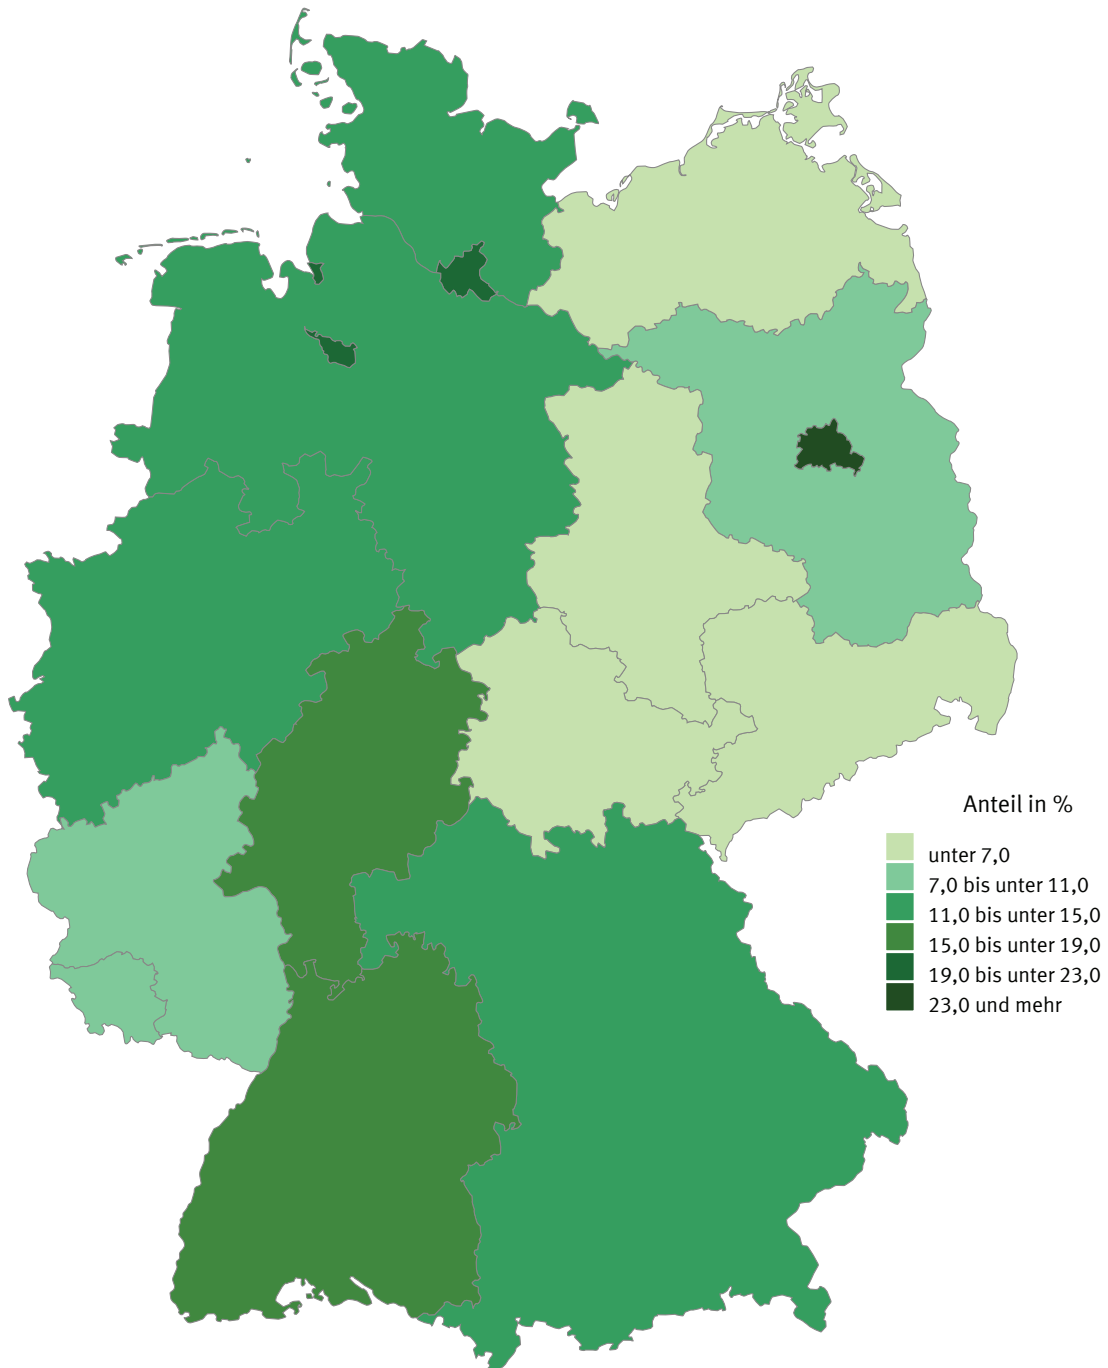 Anteil in %
unter 7,0
7,0 bis unter 11,0
11,0 bis unter 15,0
15,0 bis unter 19,0
19,0 bis unter 23,0
23,0 und mehr